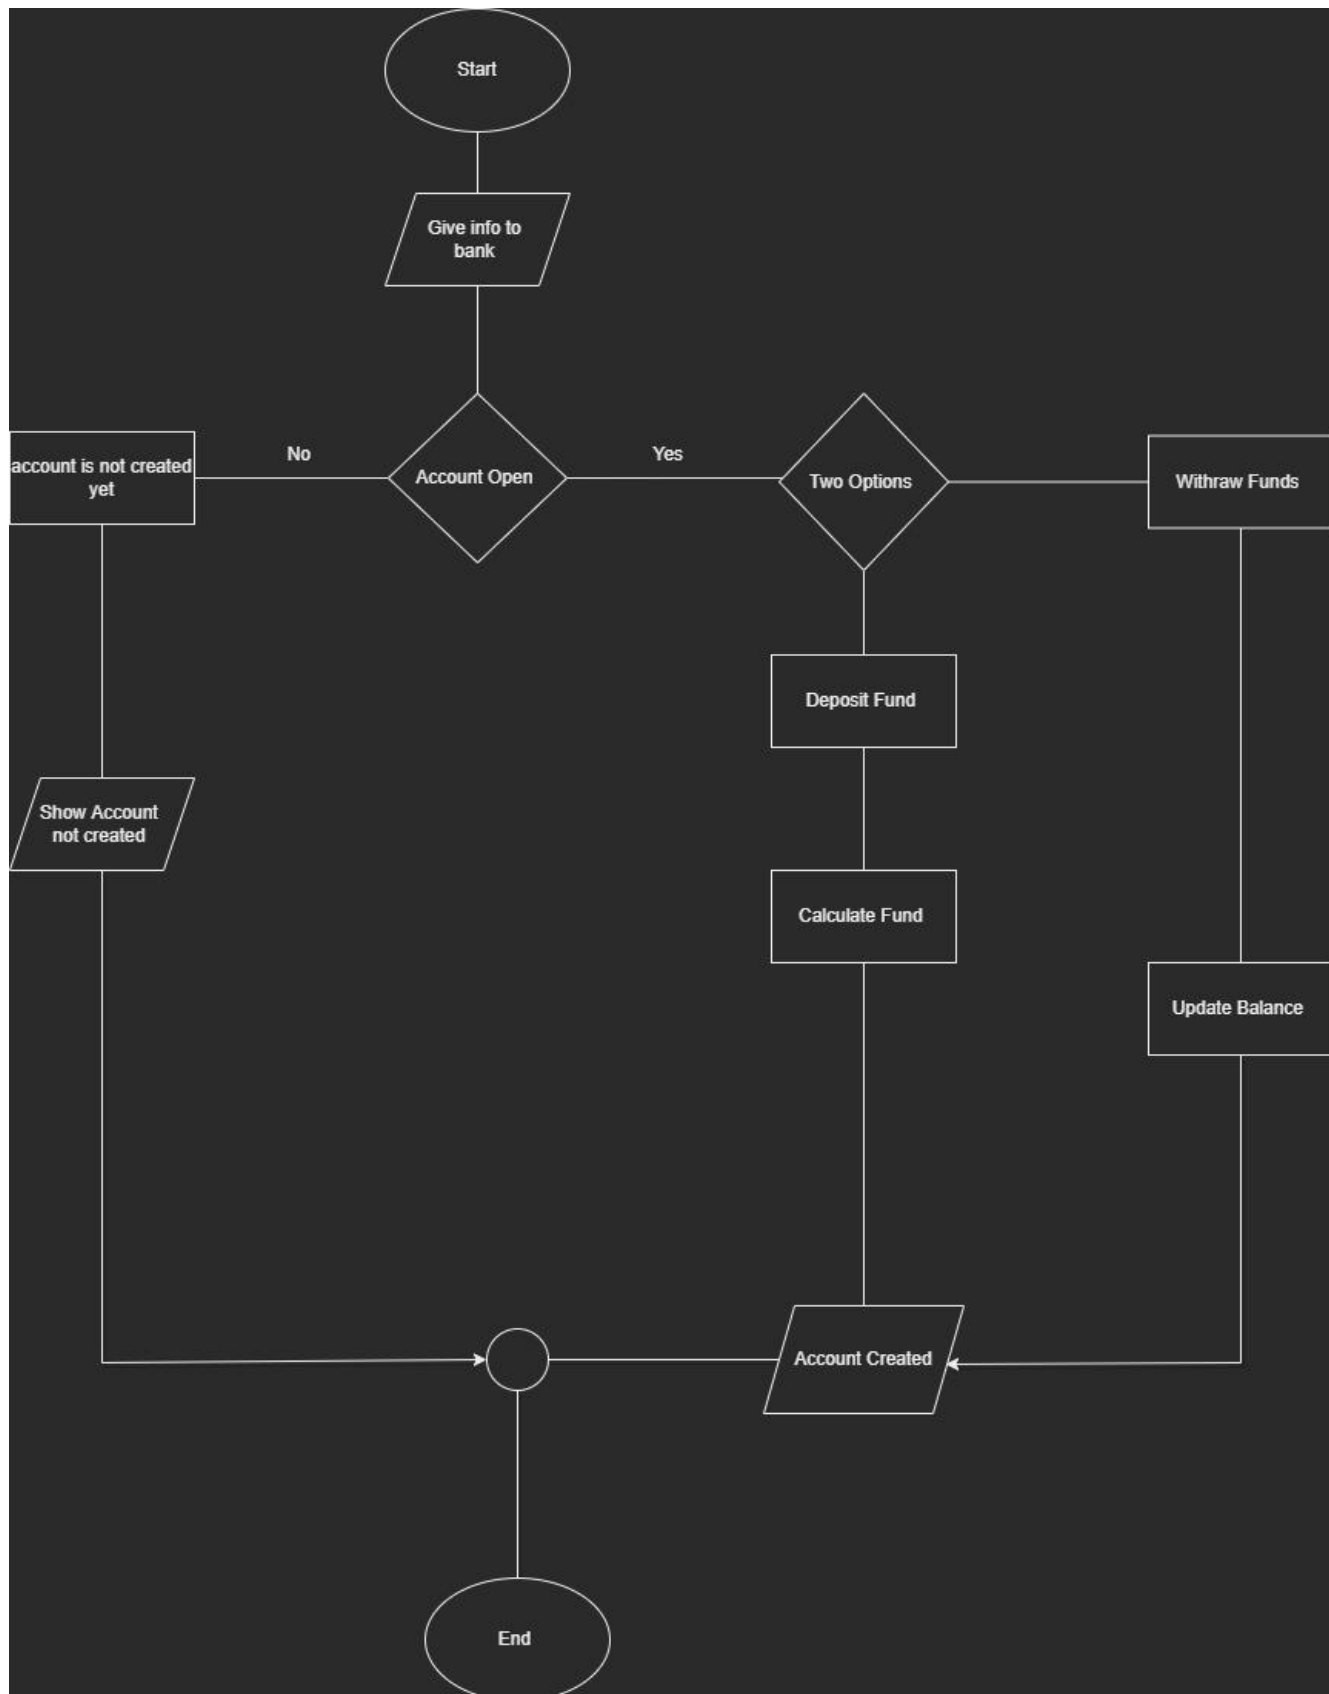 Start
Give info to
bank
account is not created
yet
No
Account Open
Yes
Two Options
Withraw Funds
Deposit Fund
Show Account
not created
Calculate Fund
Update Balance
Account Created
End